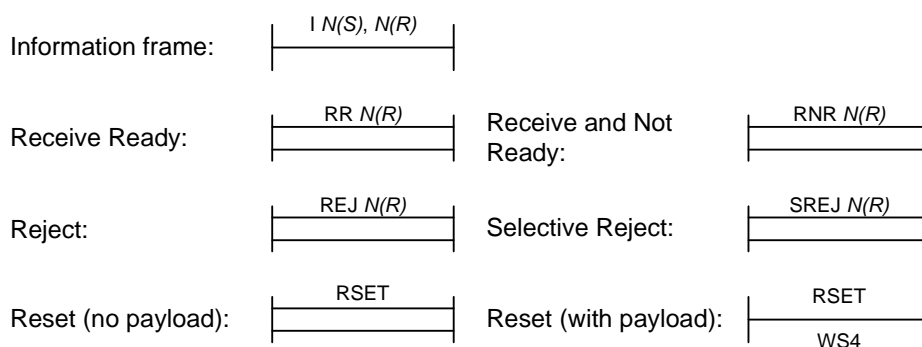 I N(S), N(R)
Information frame:
RR N(R)
Receive Ready:
Receive and Not
Ready:
RNR N(R)
REJ N(R)
Reject:
Selective Reject:
SREJ N(R)
RSET
Reset (no payload):
Reset (with payload):
RSET
WS4